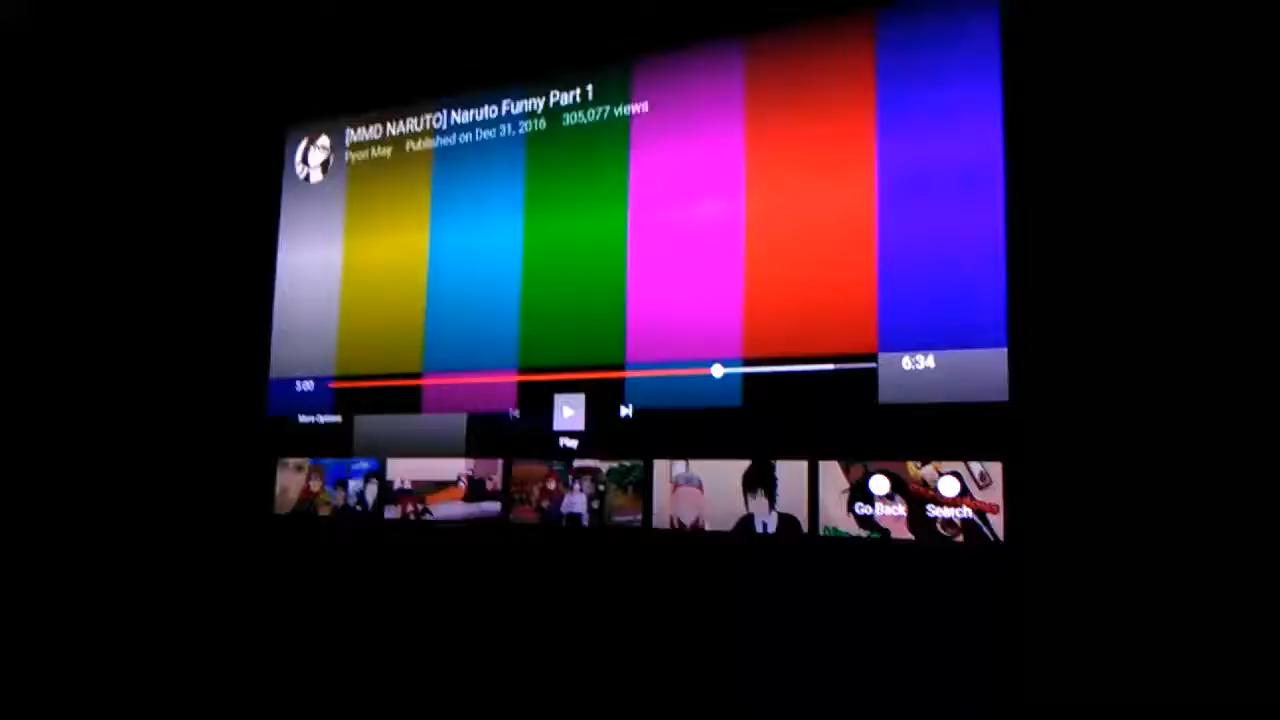 [MMD NARUTO] Naruto Funny Part 1
Pyon May Published on Dec 31, 2016 305,077 views
6:34
More Options
Play
Go Back Search